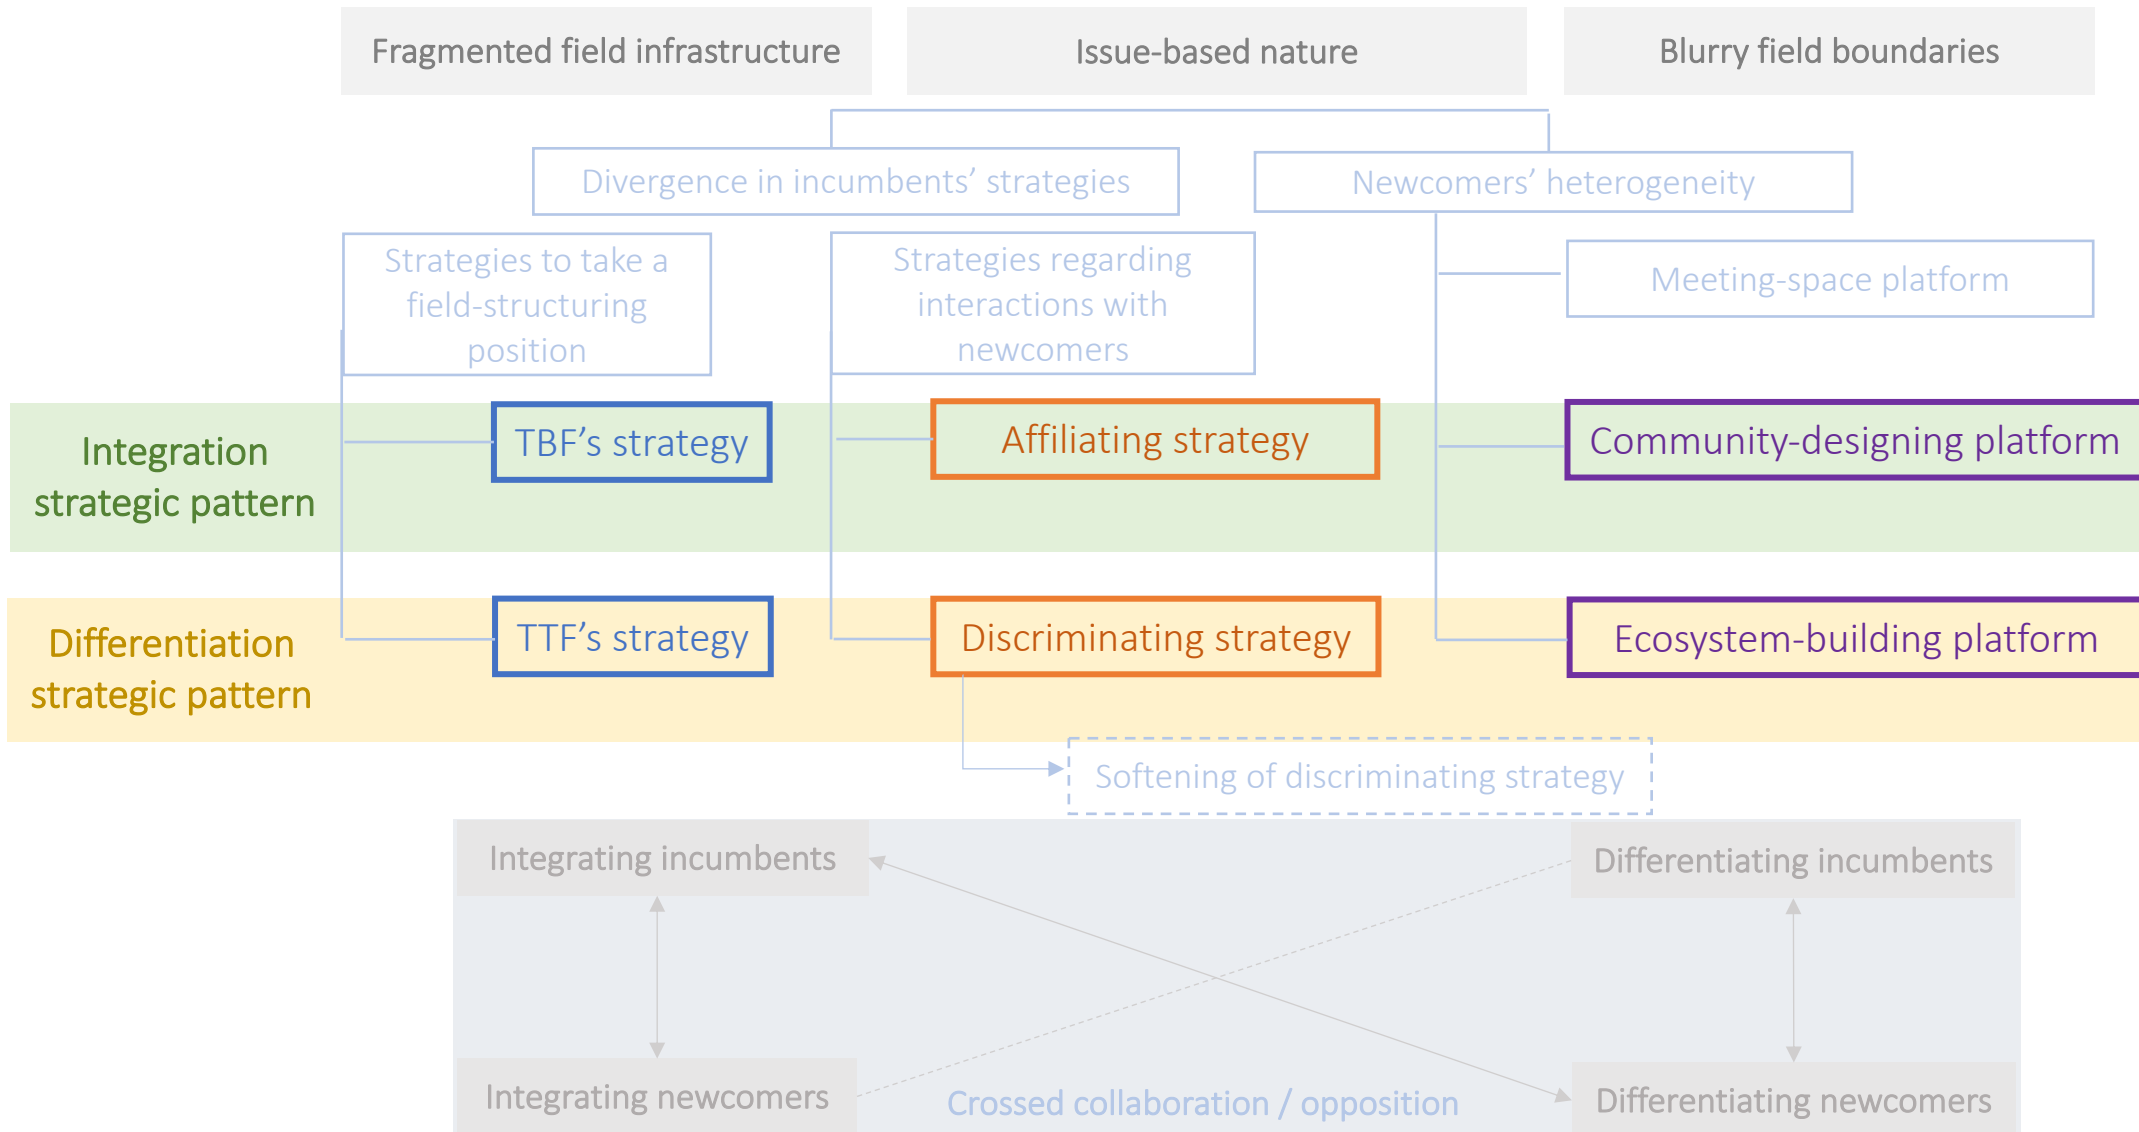 Fragmented field infrastructure
Issue-based nature
Blurry field boundaries
Divergence in incumbents’ strategies
Newcomers’ heterogeneity
Strategies to take a
field-structuring
position
Strategies regarding
interactions with
newcomers
Meeting-space platform
Integration
strategic pattern
TBF’s strategy
Affiliating strategy
Community-designing platform
Differentiation
strategic pattern
TTF’s strategy
Discriminating strategy
Ecosystem-building platform
Softening of discriminating strategy
Integrating incumbents
Differentiating incumbents
Integrating newcomers
Crossed collaboration / opposition
Differentiating newcomers